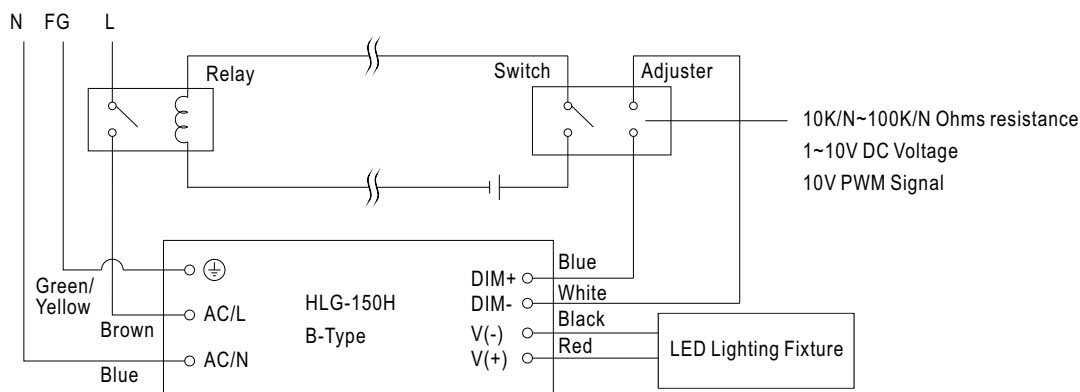 N FG L
Relay
Switch
Adjuster
10K/N~100K/N Ohms resistance
1~10V DC Voltage
10V PWM Signal
Green/
Yellow
Brown
Blue
AC/L
AC/N
HLG-150H
B-Type
DIM+
DIM-
V(-)
V(+)
Blue
White
Black
Red
LED Lighting Fixture